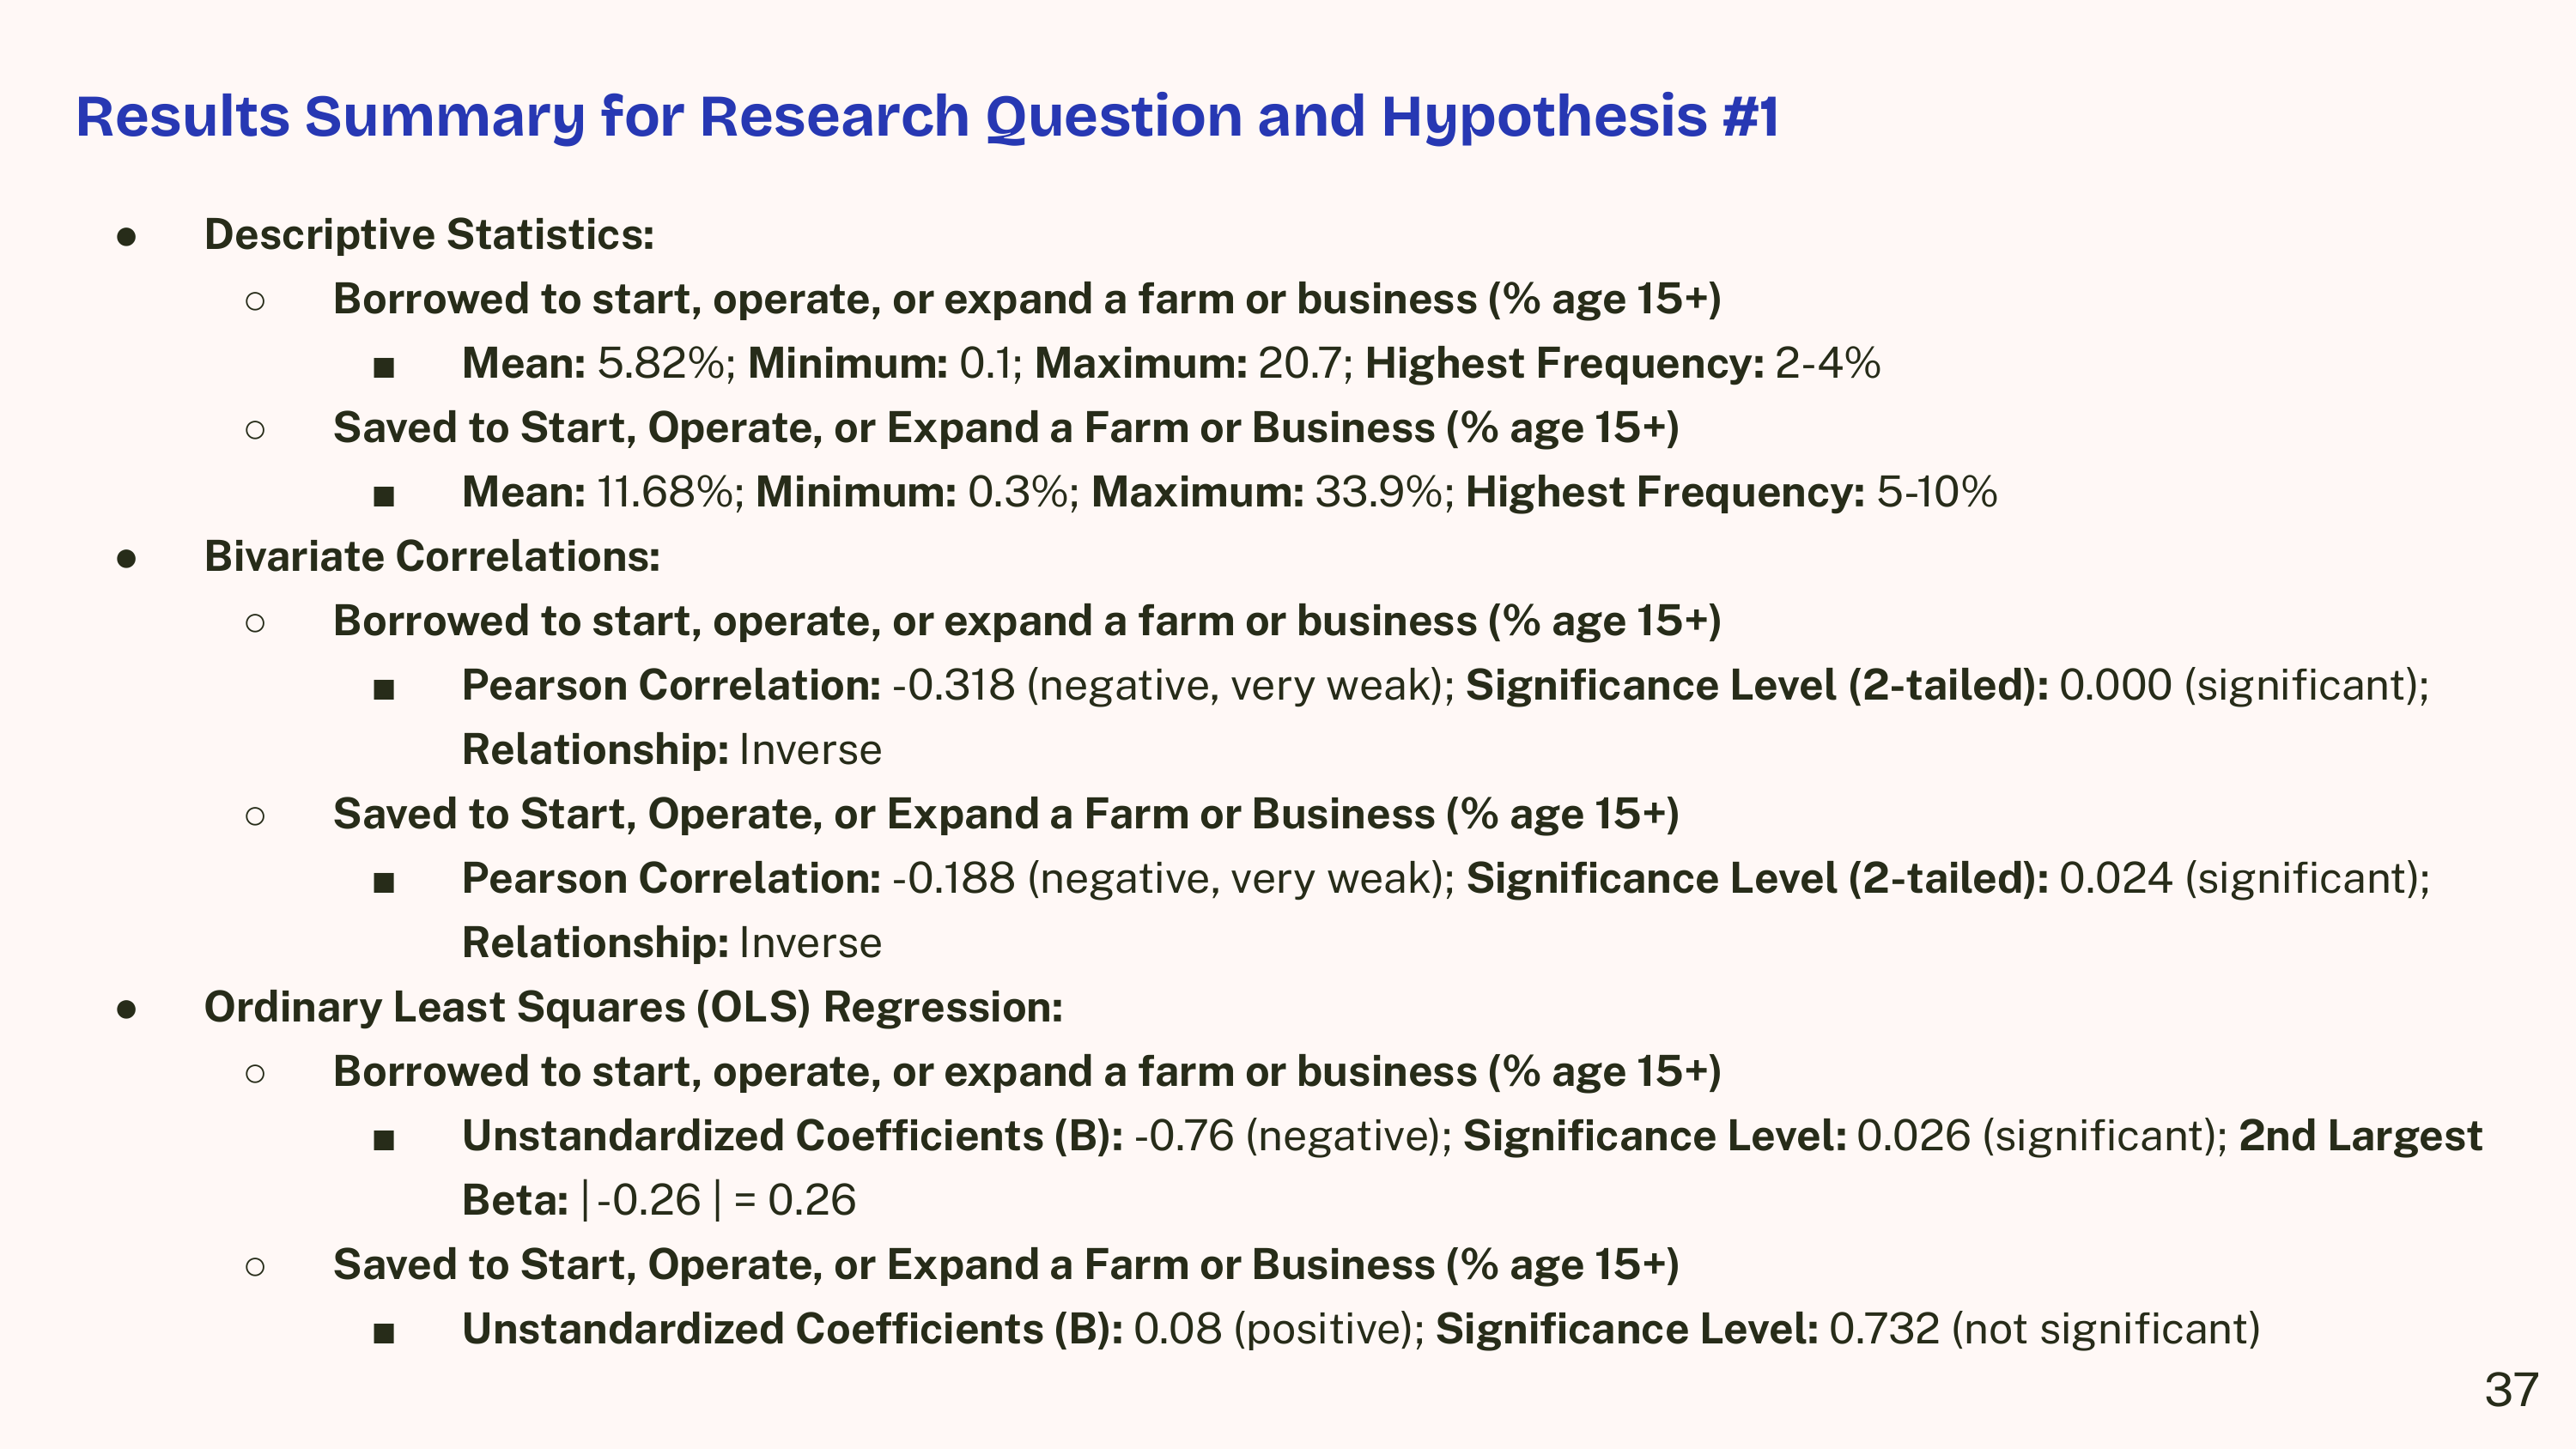 Results Summary for Research Question and Hypothesis #1
● Descriptive Statistics:
○ Borrowed to start, operate, or expand a farm or business (% age 15+)
■ Mean: 5.82%; Minimum: 0.1; Maximum: 20.7; Highest Frequency: 2-4%
○ Saved to Start, Operate, or Expand a Farm or Business (% age 15+)
■ Mean: 11.68%; Minimum: 0.3%; Maximum: 33.9%; Highest Frequency: 5-10%
● Bivariate Correlations:
○ Borrowed to start, operate, or expand a farm or business (% age 15+)
■ Pearson Correlation: -0.318 (negative, very weak); Significance Level (2-tailed): 0.000 (significant);
Relationship: Inverse
○ Saved to Start, Operate, or Expand a Farm or Business (% age 15+)
■ Pearson Correlation: -0.188 (negative, very weak); Significance Level (2-tailed): 0.024 (significant);
Relationship: Inverse
● Ordinary Least Squares (OLS) Regression:
○ Borrowed to start, operate, or expand a farm or business (% age 15+)
■ Unstandardized Coefficients (B): -0.76 (negative); Significance Level: 0.026 (significant); 2nd Largest
Beta: | -0.26 | = 0.26
○ Saved to Start, Operate, or Expand a Farm or Business (% age 15+)
■ Unstandardized Coefficients (B): 0.08 (positive); Significance Level: 0.732 (not significant)
37